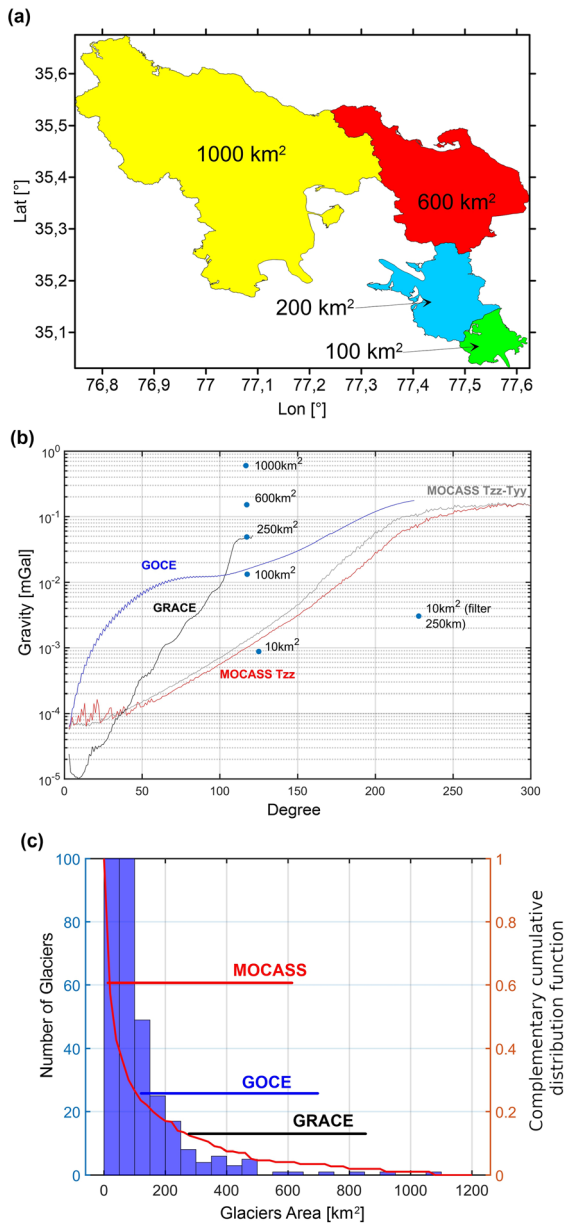 (a)
35,6
35,5
35,4
35,3
35,2
35,1
Lat [°]
1000 km²
600 km²
200 km²
100 km²
76,8 76,9 77 77,1 77,2 77,3 77,4 77,5 77,6
Lon [°]
(b)
10⁰
10⁻¹
10⁻²
10⁻³
10⁻⁴
10⁻⁵
Gravity [mGal]
1000km²
600km²
250km²
100km²
10km²
10km² (filter
250km)
MOCASS Tzz-Tyy
GOCE
GRACE
MOCASS Tzz
0 50 100 150 200 250 300
Degree
(c)
100
80
60
40
20
0
Number of Glaciers
MOCASS
GOCE
GRACE
1
0.8
0.6
0.4
0.2
0
Complementary cumulative
distribution function
0 200 400 600 800 1000 1200
Glaciers Area [km²]